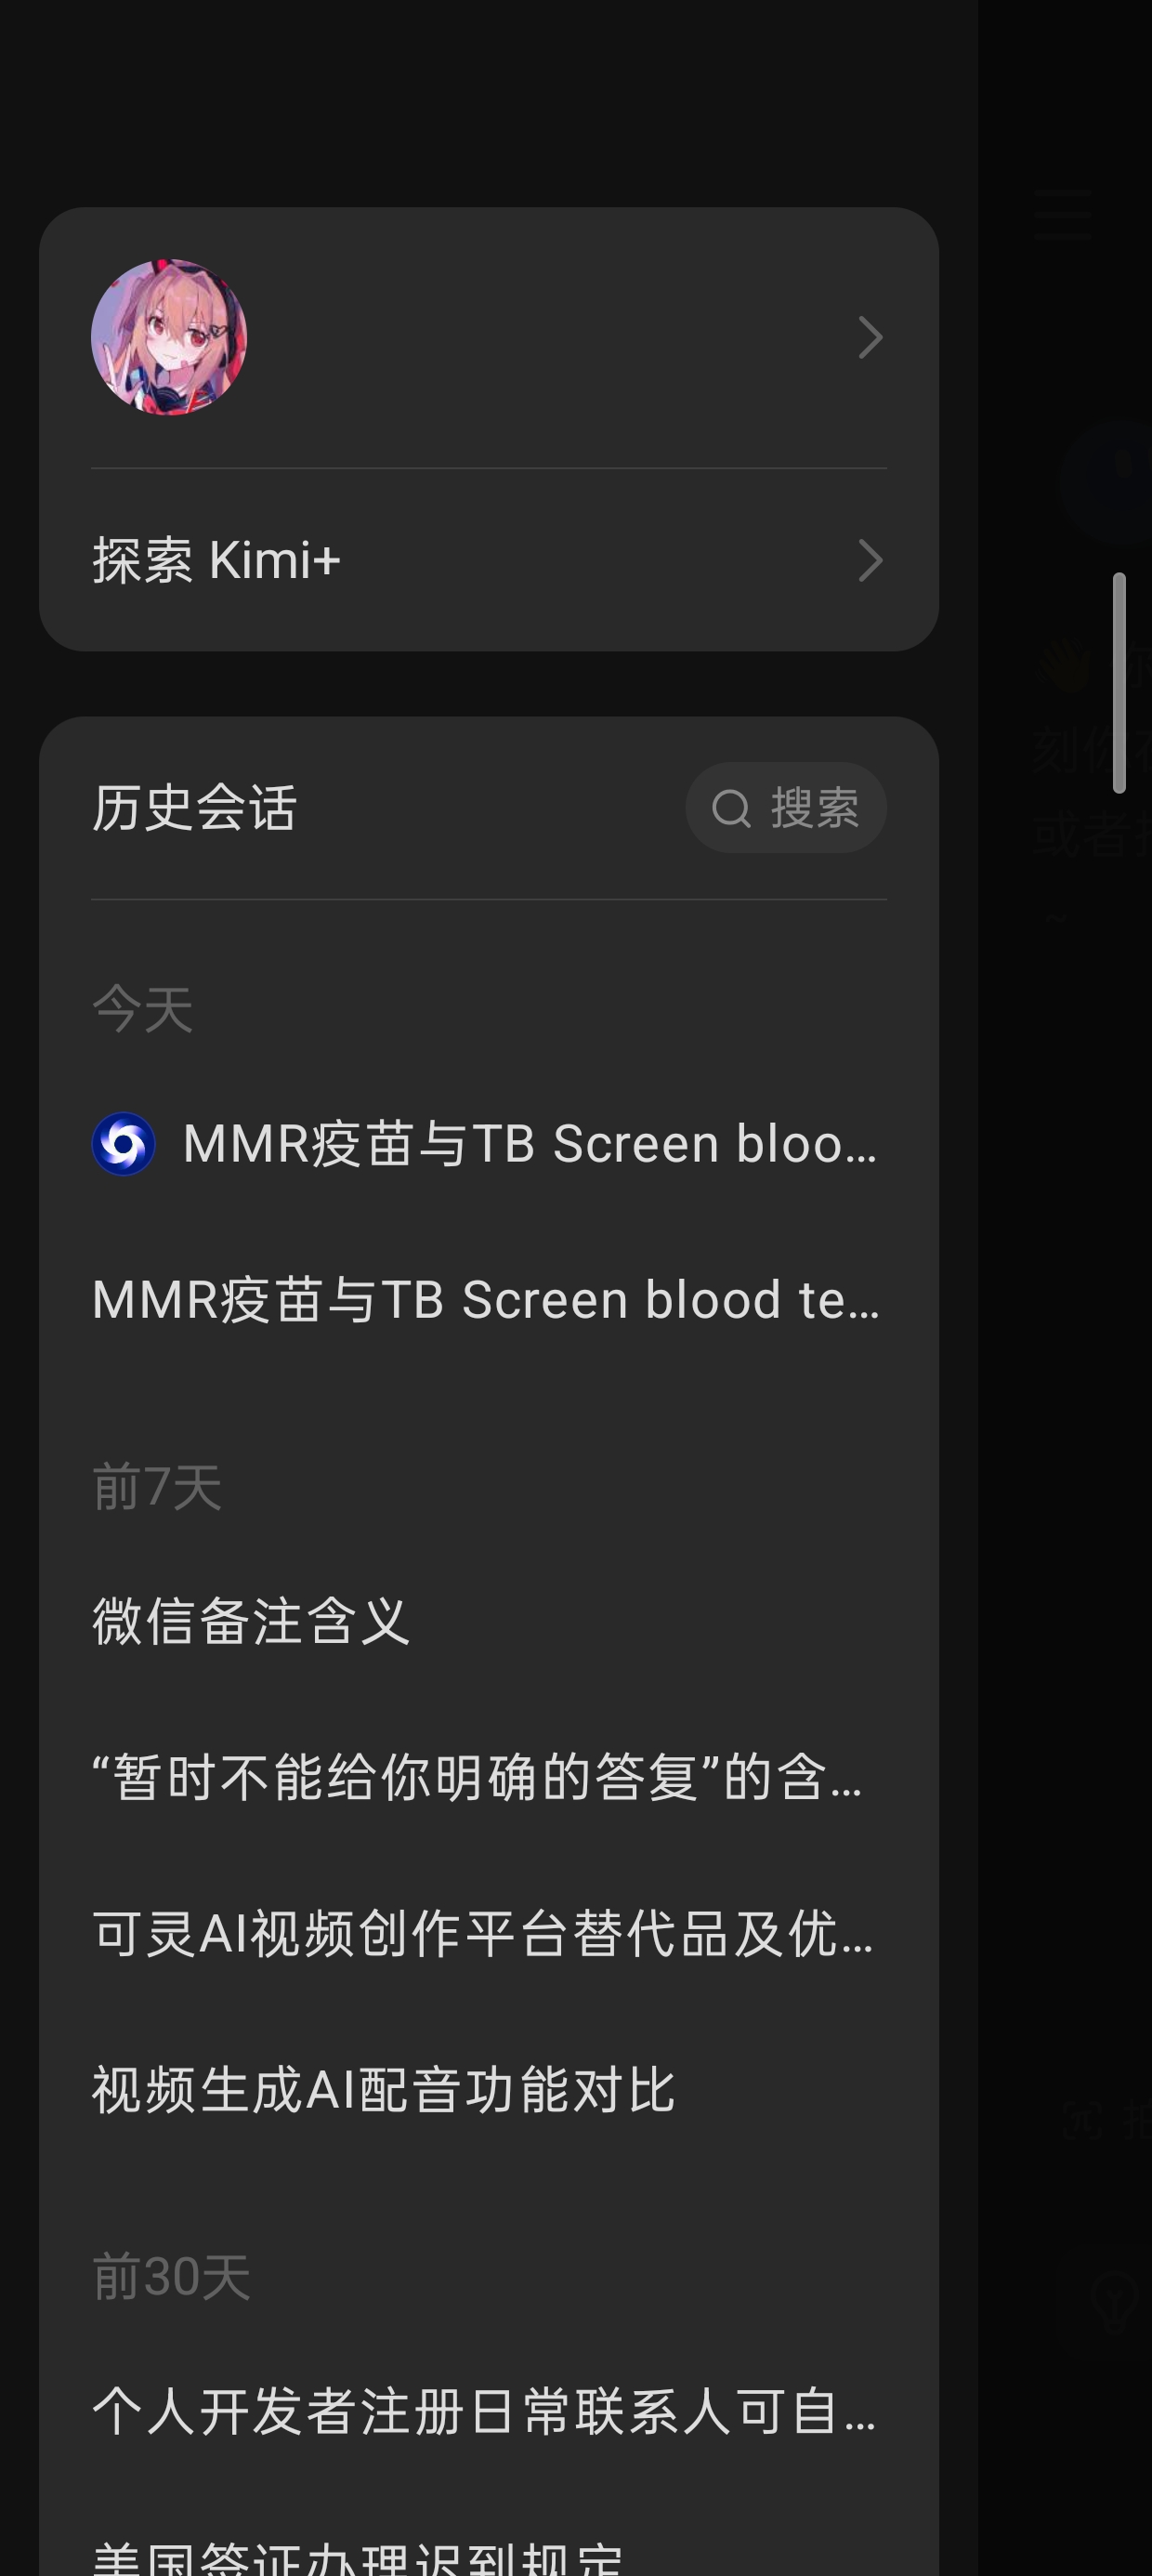 探索 Kimi+
历史会话
搜索
今天
MMR疫苗与TB Screen bloo...
MMR疫苗与TB Screen blood te...
前7天
微信备注含义
“暂时不能给你明确的答复”的含...
可灵AI视频创作平台替代品及优...
视频生成AI配音功能对比
前30天
个人开发者注册日常联系人可自...
美国签证办理迟到规定
刻你
或者
~